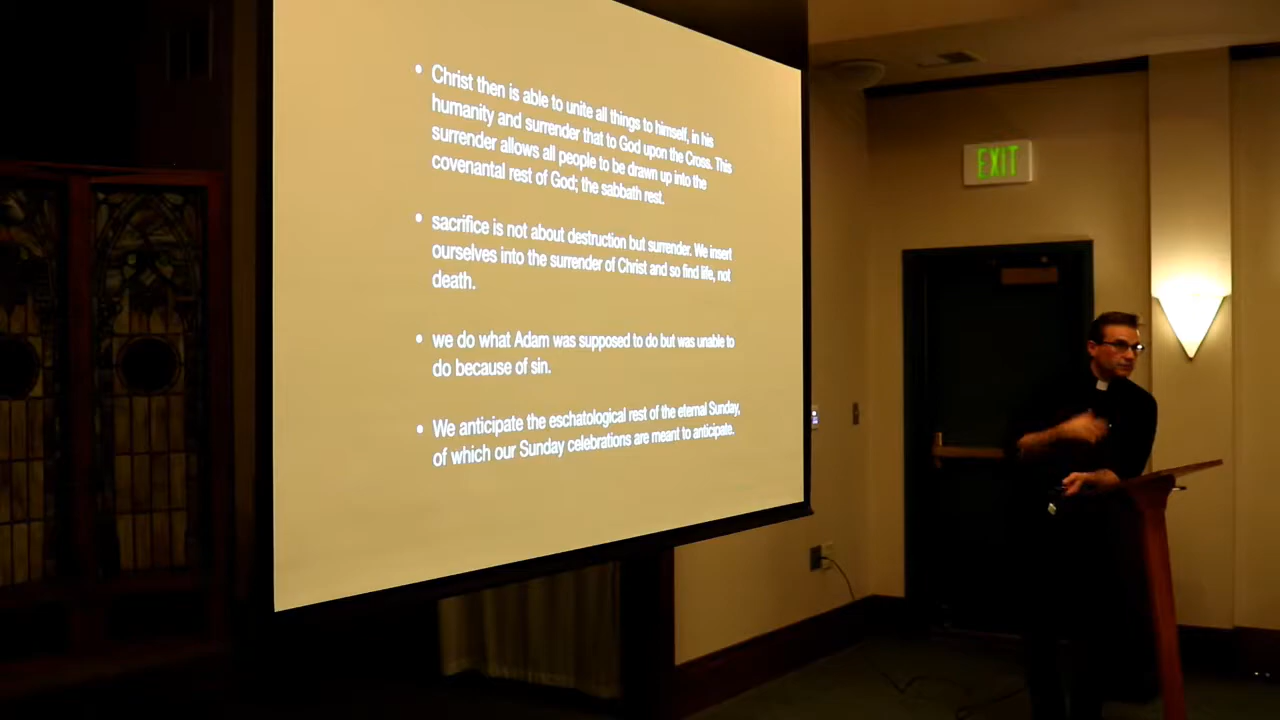 • Christ then is able to unite all things to himself, in his
humanity and surrender that to God upon the Cross. This
surrender allows all people to be drawn up into the
covenantal rest of God; the sabbath rest.
• sacrifice is not about destruction but surrender. We insert
ourselves into the surrender of Christ and so find life, not
death.
• we do what Adam was supposed to do but was unable to
do because of sin.
• We anticipate the eschatological rest of the eternal Sunday,
of which our Sunday celebrations are meant to anticipate.
EXIT